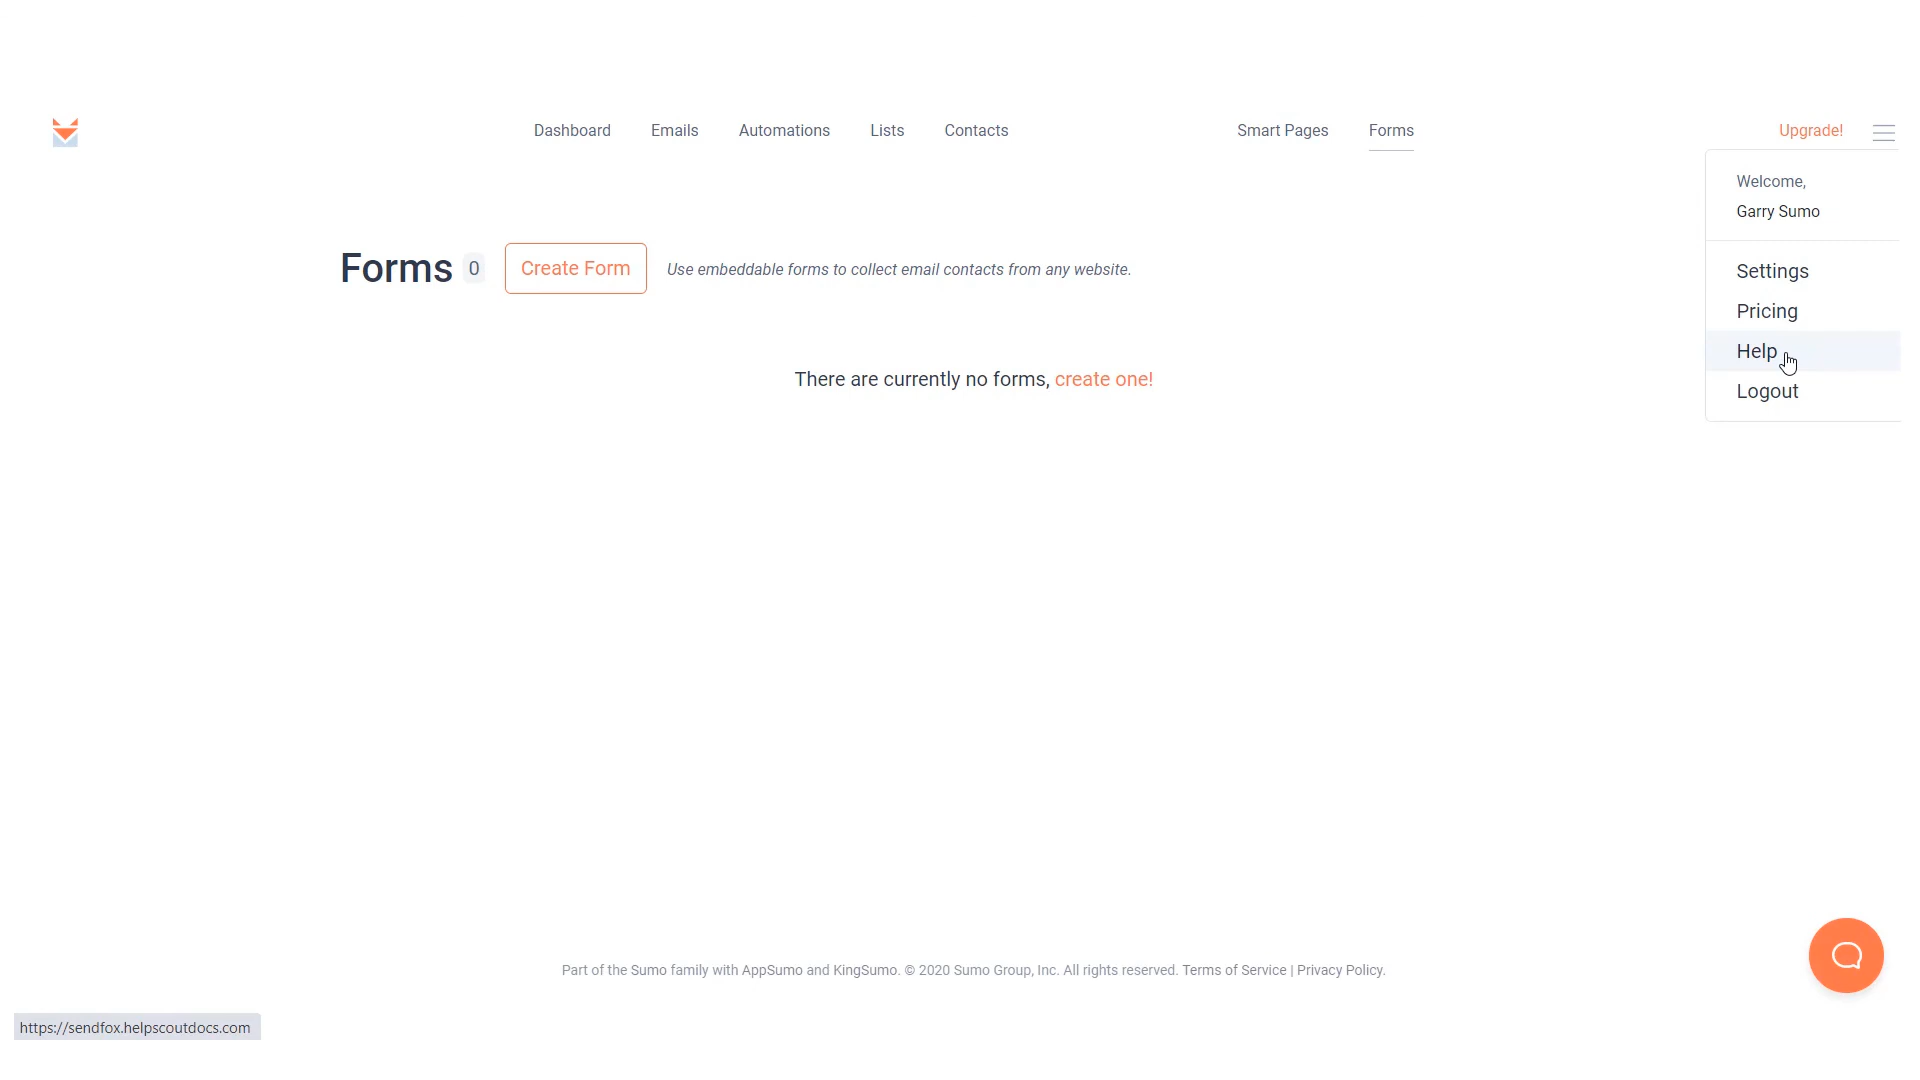 Dashboard Emails Automations Lists Contacts Smart Pages Forms Upgrade!
Welcome,
Garry Sumo
Settings
Pricing
Help
Logout
Forms 0 Create Form Use embeddable forms to collect email contacts from any website.
There are currently no forms, create one!
Part of the Sumo family with AppSumo and KingSumo. © 2020 Sumo Group, Inc. All rights reserved. Terms of Service | Privacy Policy.
https://sendfox.helpscoutdocs.com